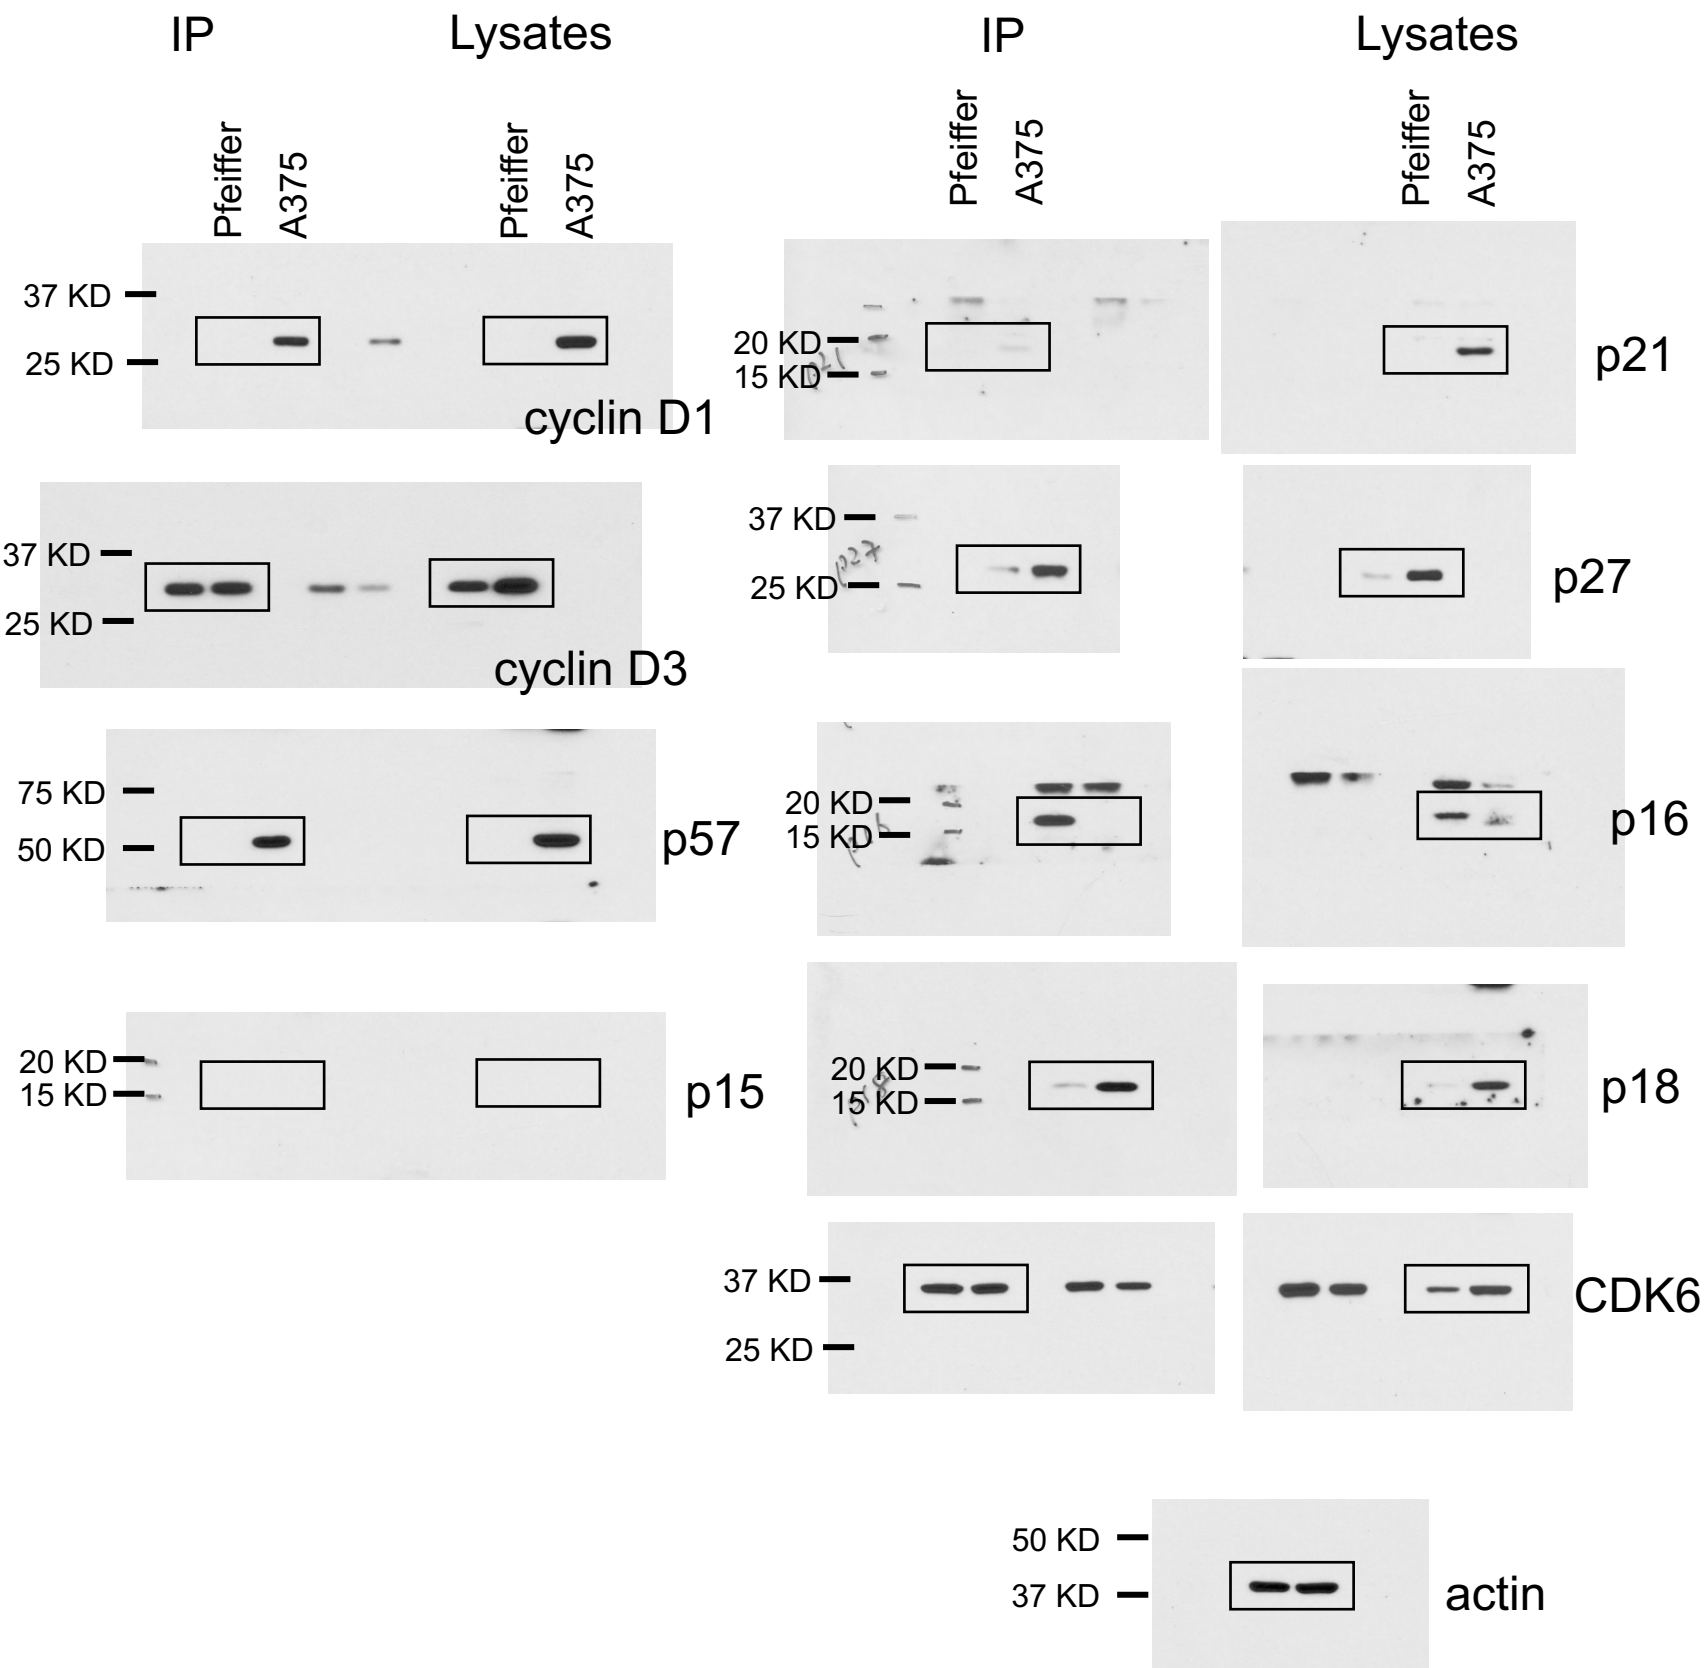 IP
Lysates
Pfeiffer
A375
Pfeiffer
A375
37 KD
25 KD
cyclin D1
37 KD
25 KD
cyclin D3
75 KD
50 KD
p57
20 KD
15 KD
p15
IP
Lysates
Pfeiffer
A375
Pfeiffer
A375
20 KD
15 KD
p21
p21
37 KD
25 KD
p27
p27
20 KD
15 KD
p16
20 KD
15 KD
p18
37 KD
25 KD
CDK6
50 KD
37 KD
actin